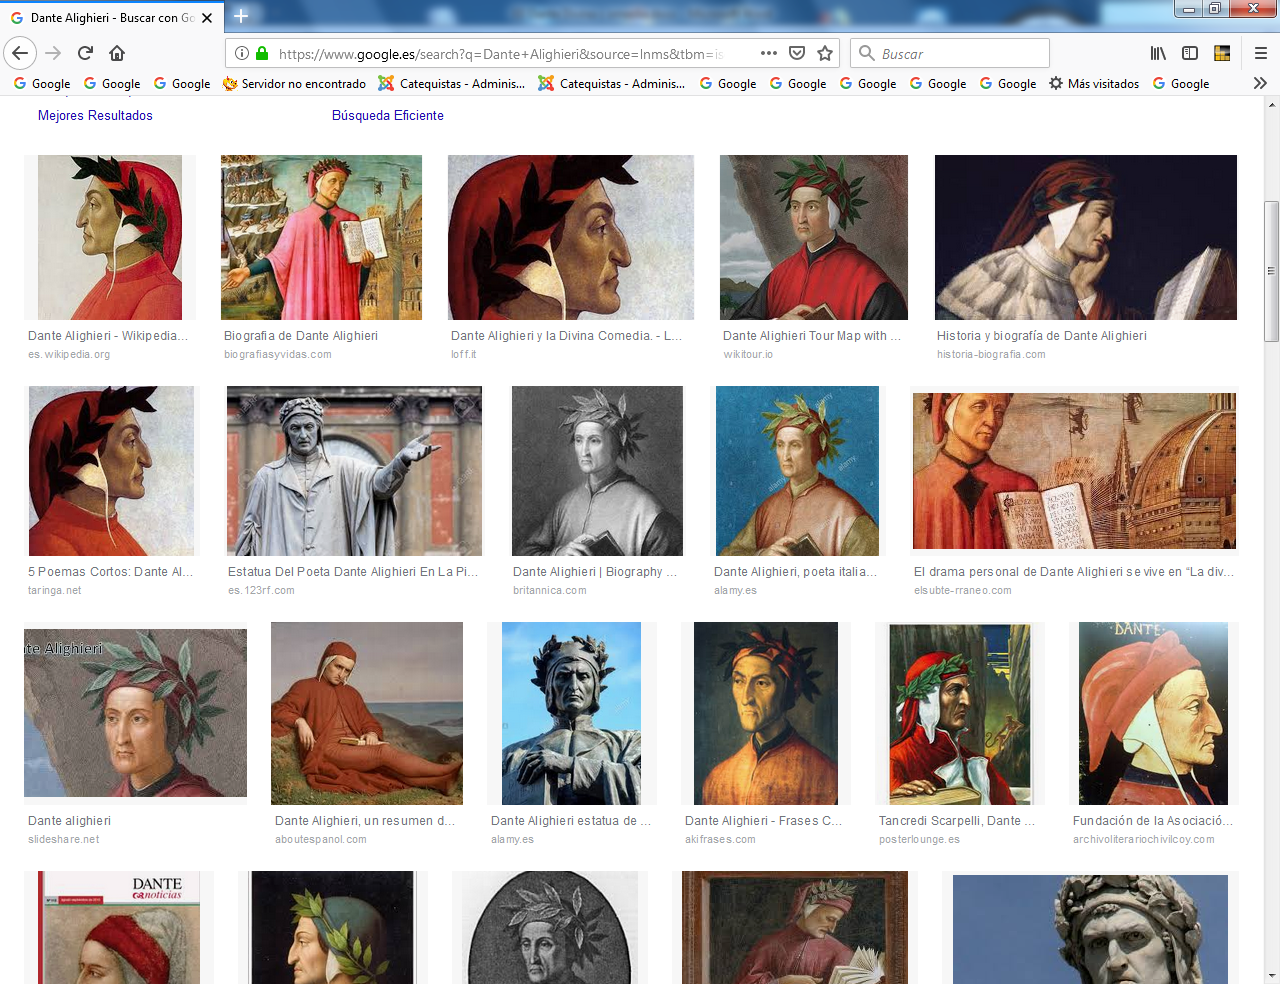 Dante Alighieri - Buscar con Go
https://www.google.es/search?q=Dante+Alighieri&source=lnms&tbm=is
Buscar
Google
Google
Google
Servidor no encontrado
Catequistas - Adminis...
Catequistas - Adminis...
Google
Google
Google
Google
Google
Más visitados
Google
Mejores Resultados
Búsqueda Eficiente
Dante Alighieri - Wikipedia...
es.wikipedia.org
Biografia de Dante Alighieri
biografiasyvidas.com
Dante Alighieri y la Divina Comedia. - L...
loff.it
Dante Alighieri Tour Map with ...
wikitour.io
Historia y biografía de Dante Alighieri
historia-biografia.com
5 Poemas Cortos: Dante Al...
taringa.net
Estatua Del Poeta Dante Alighieri En La Pi...
es.123rf.com
Dante Alighieri | Biography ...
britannica.com
alamy
alamy
Dante Alighieri, poeta italia...
alamy.es
El drama personal de Dante Alighieri se vive en “La div...
elsubte-rraneo.com
te Alighieri
Dante alighieri
slideshare.net
Dante Alighieri, un resumen d...
aboutespanol.com
Dante Alighieri estatua de ...
alamy.es
Dante Alighieri - Frases C...
akifrases.com
Tancredi Scarpelli, Dante ...
posterlounge.es
DANTE
Fundación de la Asociació...
archivoliterariochivilcoy.com
DANTE
noticias